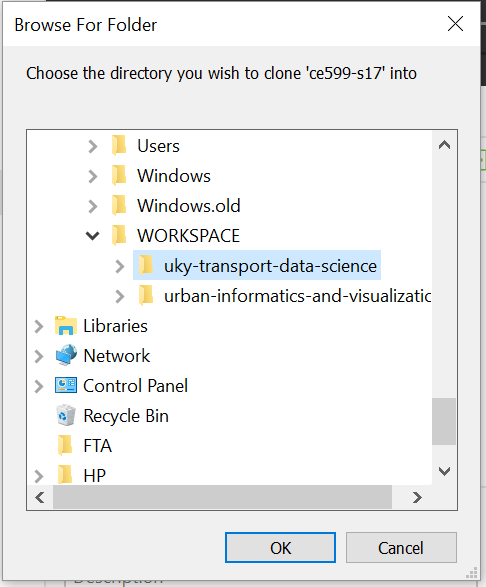 Browse For Folder
Choose the directory you wish to clone 'ce599-s17' into
Users
Windows
Windows.old
WORKSPACE
uky-transport-data-science
urban-informatics-and-visualizatic
Libraries
Network
Control Panel
Recycle Bin
FTA
HP
OK
Cancel
Description